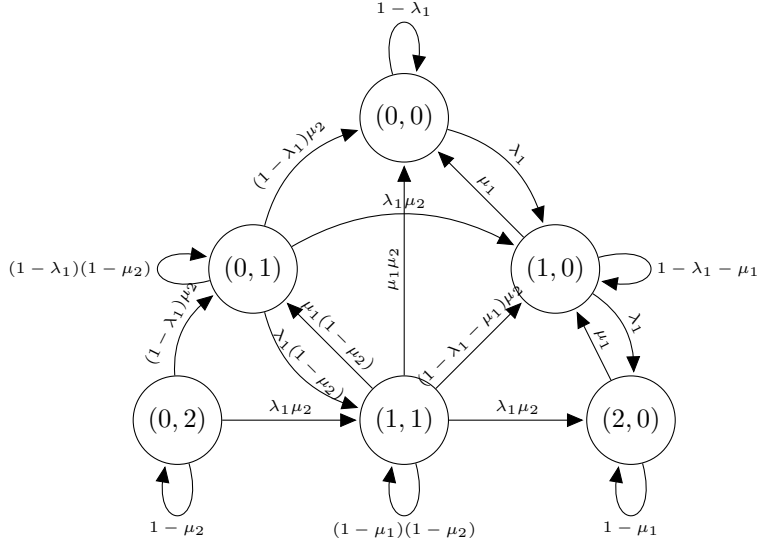 1 − λ₁
(0, 0)
(1 − λ₁)μ₂
λ₁
μ₁
λ₁μ₂
μ₁μ₂
(1 − λ₁)(1 − μ₂)
(0, 1)
(1, 0)
1 − λ₁ − μ₁
(1 − λ₁)μ₂
μ₁(1 − μ₂)
λ₁(1 − μ₂)
(1 − λ₁ − μ₁)μ₂
λ₁
μ₁
(0, 2)
λ₁μ₂
(1, 1)
λ₁μ₂
(2, 0)
1 − μ₂
(1 − μ₁)(1 − μ₂)
1 − μ₁